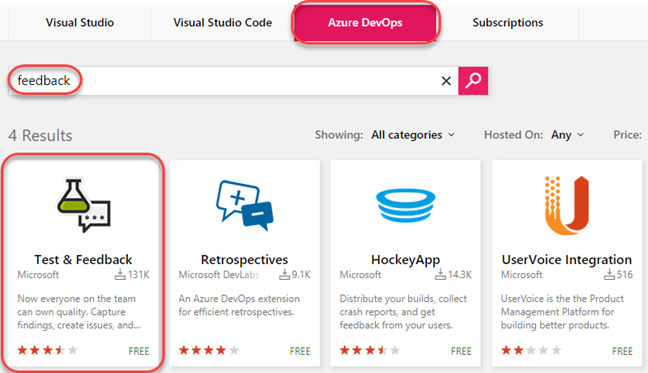 Visual Studio
Visual Studio Code
Azure DevOps
Subscriptions
feedback
4 Results
Showing: All categories
Hosted On: Any
Price:
Test & Feedback
Microsoft 131K
Now everyone on the team
can own quality. Capture
findings, create issues, and...
FREE
Retrospectives
Microsoft DevLabs 9.1K
An Azure DevOps extension
for efficient retrospectives.
FREE
HockeyApp
Microsoft 14.3K
Distribute your builds, collect
crash reports, and get
feedback from your users.
FREE
UserVoice Integration
Microsoft 516
UserVoice is the the Product
Management Platform for
building better products.
FREE